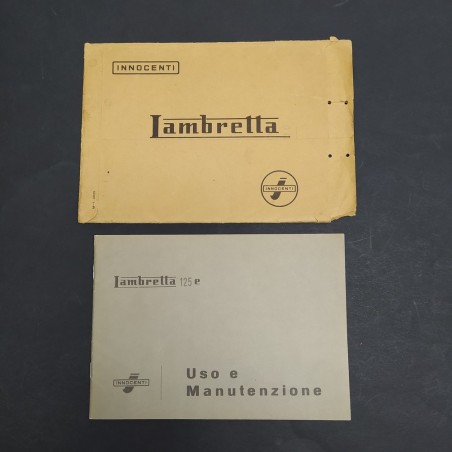 INNOCENTI
Lambretta
INNOCENTI
Lambretta 125 e
INNOCENTI
Uso e
Manutenzione